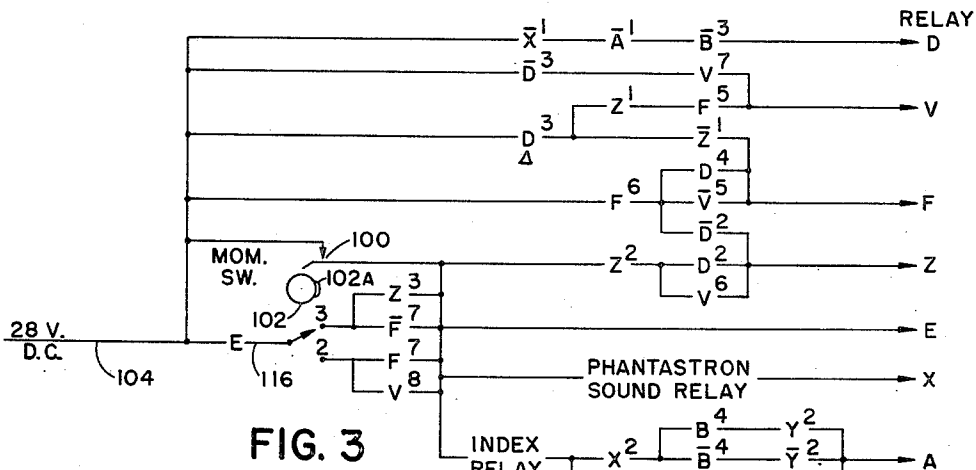 RELAY
X̄¹ Ā¹ B̄³ D
D̄³ V⁷
Z¹ F⁵ V
D³ Z̄¹
Δ
D⁴
F⁶ V̄⁵ F
D̄²
MOM. SW. 100
Z² D² Z
102A
102
Z³
V⁶
28 V. D.C. 104
E 116
3 F̄⁷ E
2 F⁷
PHANTASTRON SOUND RELAY X
V⁸
FIG. 3
B⁴ Y²
INDEX RELAY X² B̄⁴ Ȳ² A